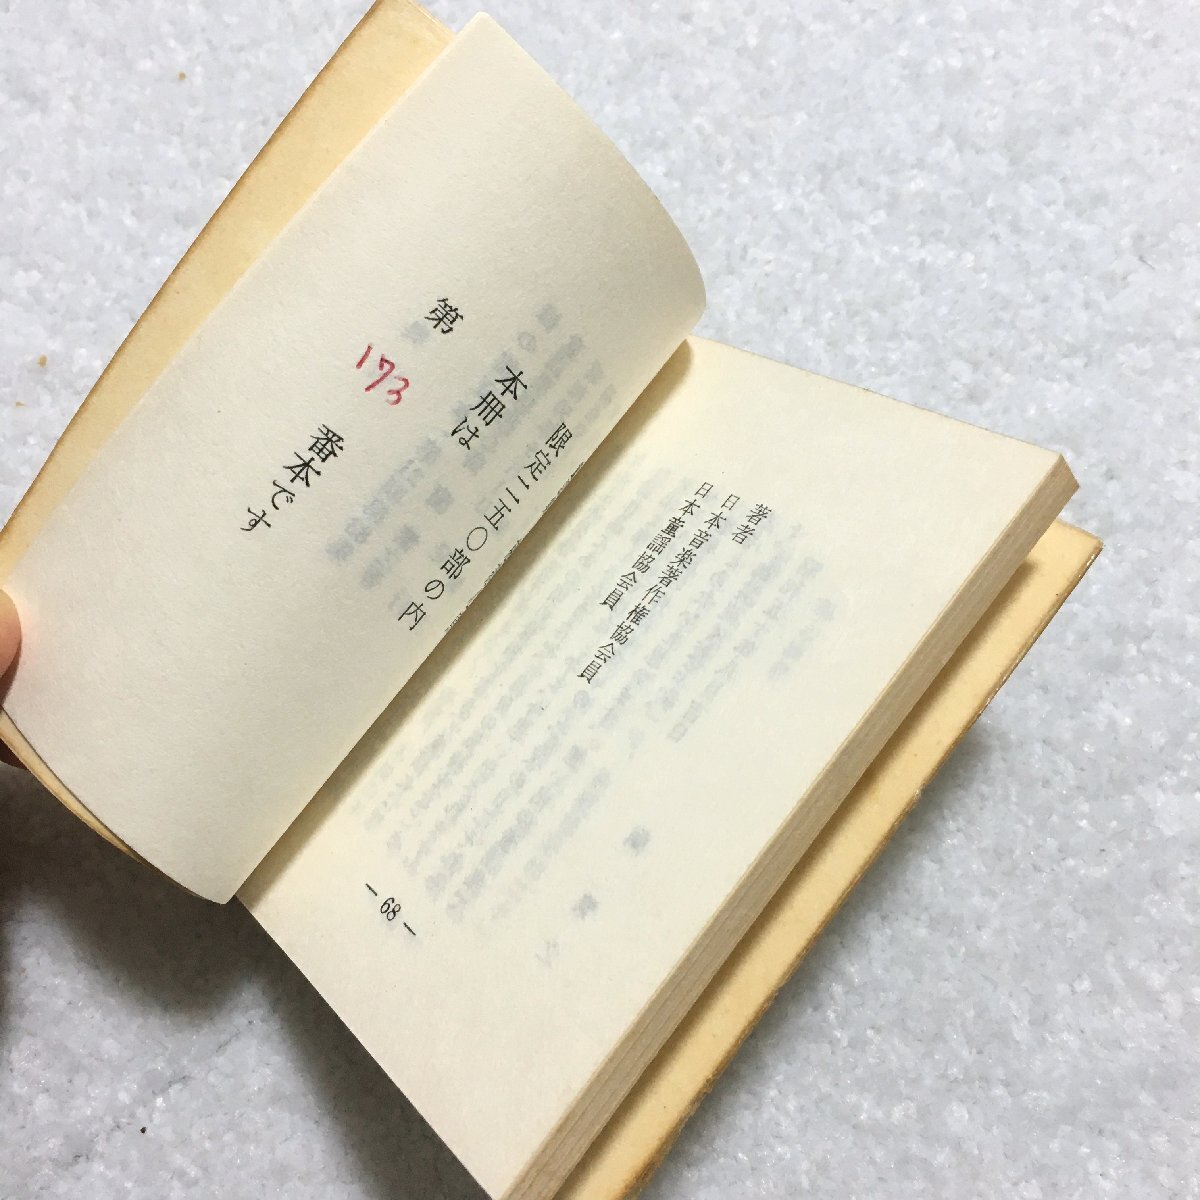 著者
日本音楽著作権協会員
日本童謡協会員
—68—
限定二五〇部の内
本冊は
第 173 番本です